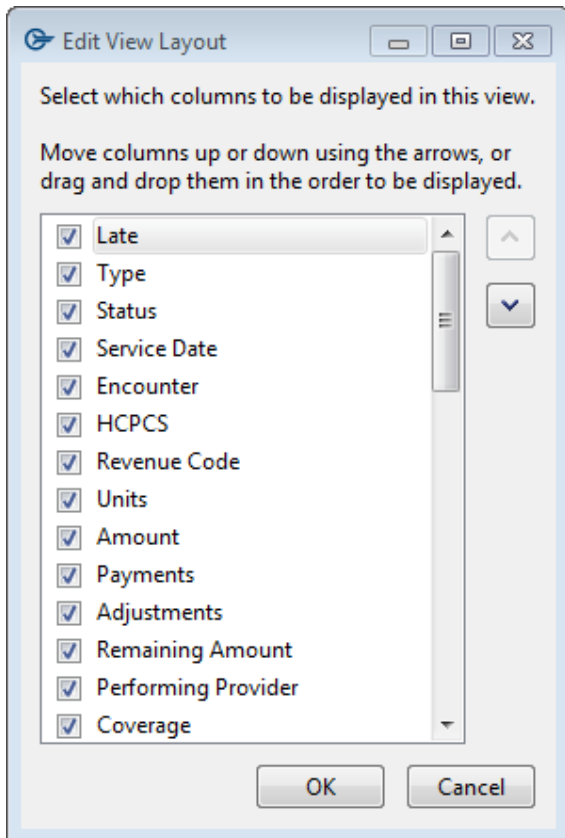 Edit View Layout
Select which columns to be displayed in this view.
Move columns up or down using the arrows, or
drag and drop them in the order to be displayed.
Late
Type
Status
Service Date
Encounter
HCPCS
Revenue Code
Units
Amount
Payments
Adjustments
Remaining Amount
Performing Provider
Coverage
OK Cancel